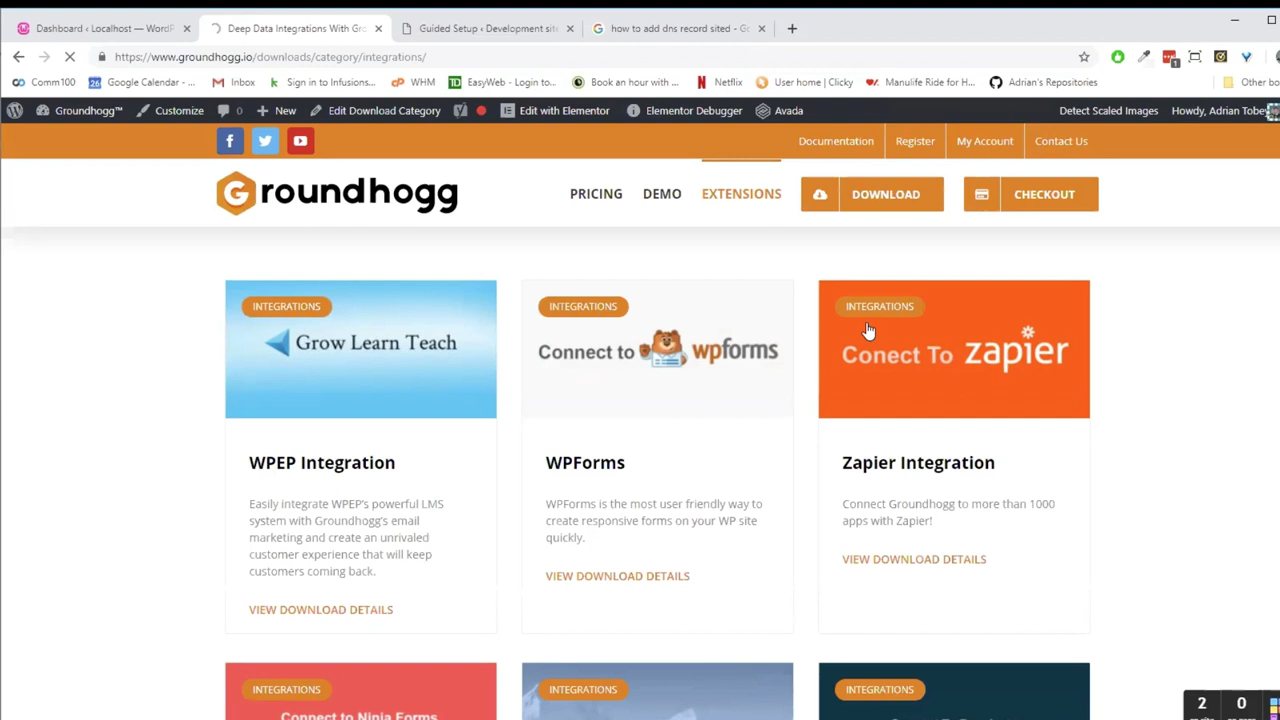 Dashboard ‹ Localhost — WordP
Deep Data Integrations With Gro
Guided Setup ‹ Development sit
how to add dns record sited - Go
https://www.groundhogg.io/downloads/category/integrations/
1
Comm100
Google Calendar -...
Inbox
Sign in to Infusions...
WHM
EasyWeb - Login to...
Book an hour with ...
Netflix
User home | Clicky
Manulife Ride for H...
Adrian's Repositories
Other bo
Groundhogg™
Customize
0
New
Edit Download Category
Edit with Elementor
Elementor Debugger
Avada
Detect Scaled Images
Howdy, Adrian Tobey
Documentation
Register
My Account
Contact Us
Groundhogg
PRICING
DEMO
EXTENSIONS
DOWNLOAD
CHECKOUT
INTEGRATIONS
Grow Learn Teach
WPEP Integration
Easily integrate WPEP's powerful LMS
system with Groundhogg's email
marketing and create an unrivaled
customer experience that will keep
customers coming back.
VIEW DOWNLOAD DETAILS
INTEGRATIONS
Connect to wpforms
WPForms
WPForms is the most user friendly way to
create responsive forms on your WP site
quickly.
VIEW DOWNLOAD DETAILS
INTEGRATIONS
Conect To zapier
Zapier Integration
Connect Groundhogg to more than 1000
apps with Zapier!
VIEW DOWNLOAD DETAILS
INTEGRATIONS
Connect to Ninja Forms
INTEGRATIONS
INTEGRATIONS
2
0